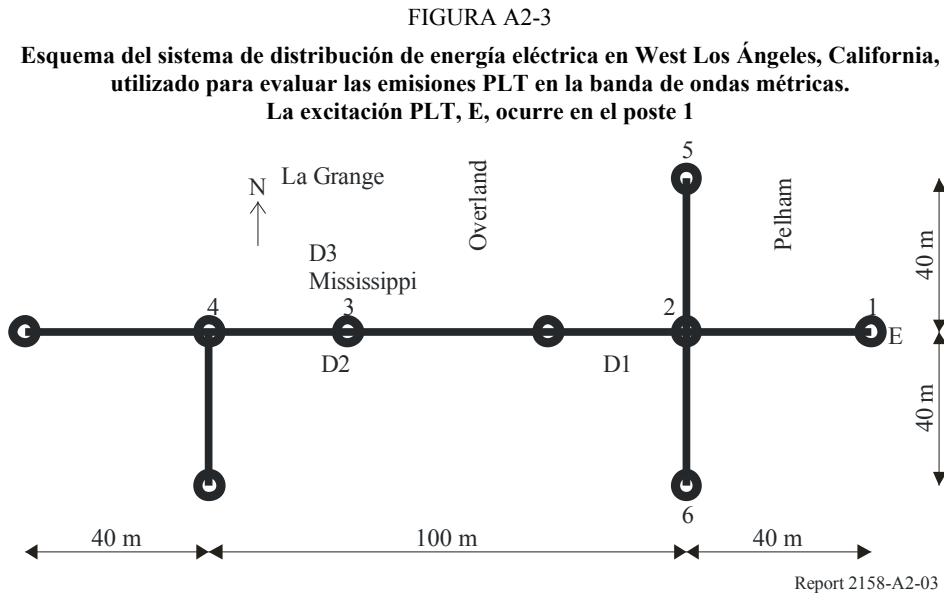 FIGURA A2-3
Esquema del sistema de distribución de energía eléctrica en West Los Ángeles, California,
utilizado para evaluar las emisiones PLT en la banda de ondas métricas.
La excitación PLT, E, ocurre en el poste 1
5
N
La Grange
Overland
Pelham
D3
Mississippi
40 m
4
3
2
1
E
D2
D1
40 m
6
40 m
100 m
40 m
Report 2158-A2-03